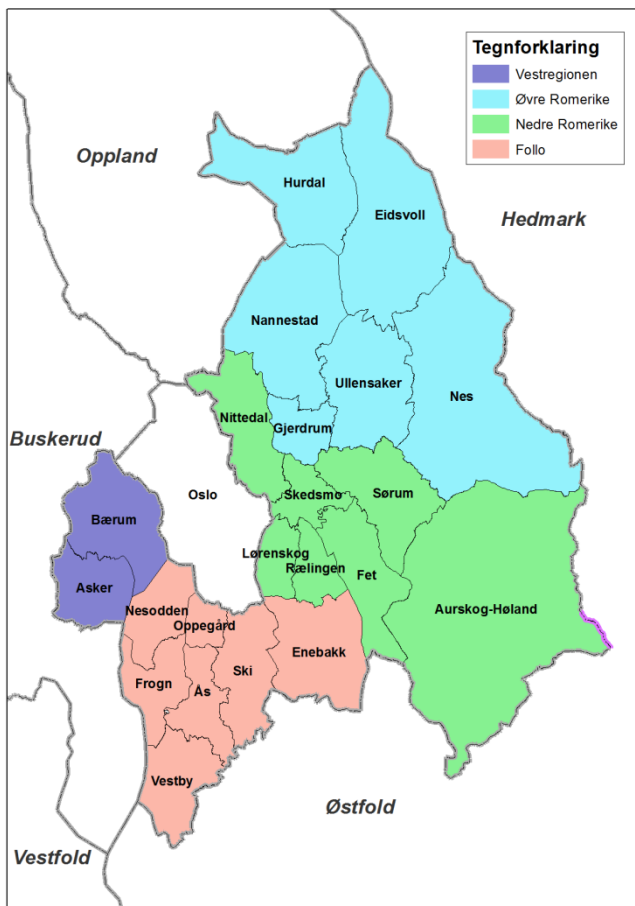 Tegnforklaring
Vestregionen
Øvre Romerike
Nedre Romerike
Follo
Oppland
Hurdal
Eidsvoll
Hedmark
Nannestad
Ullensaker
Nes
Nittedal
Gjerdrum
Buskerud
Oslo
Skedsmo
Sørum
Bærum
Lørenskog
Rælingen
Fet
Asker
Aurskog-Høland
Nesodden
Oppegård
Enebakk
Ski
Frogn
Ås
Vestby
Østfold
Vestfold